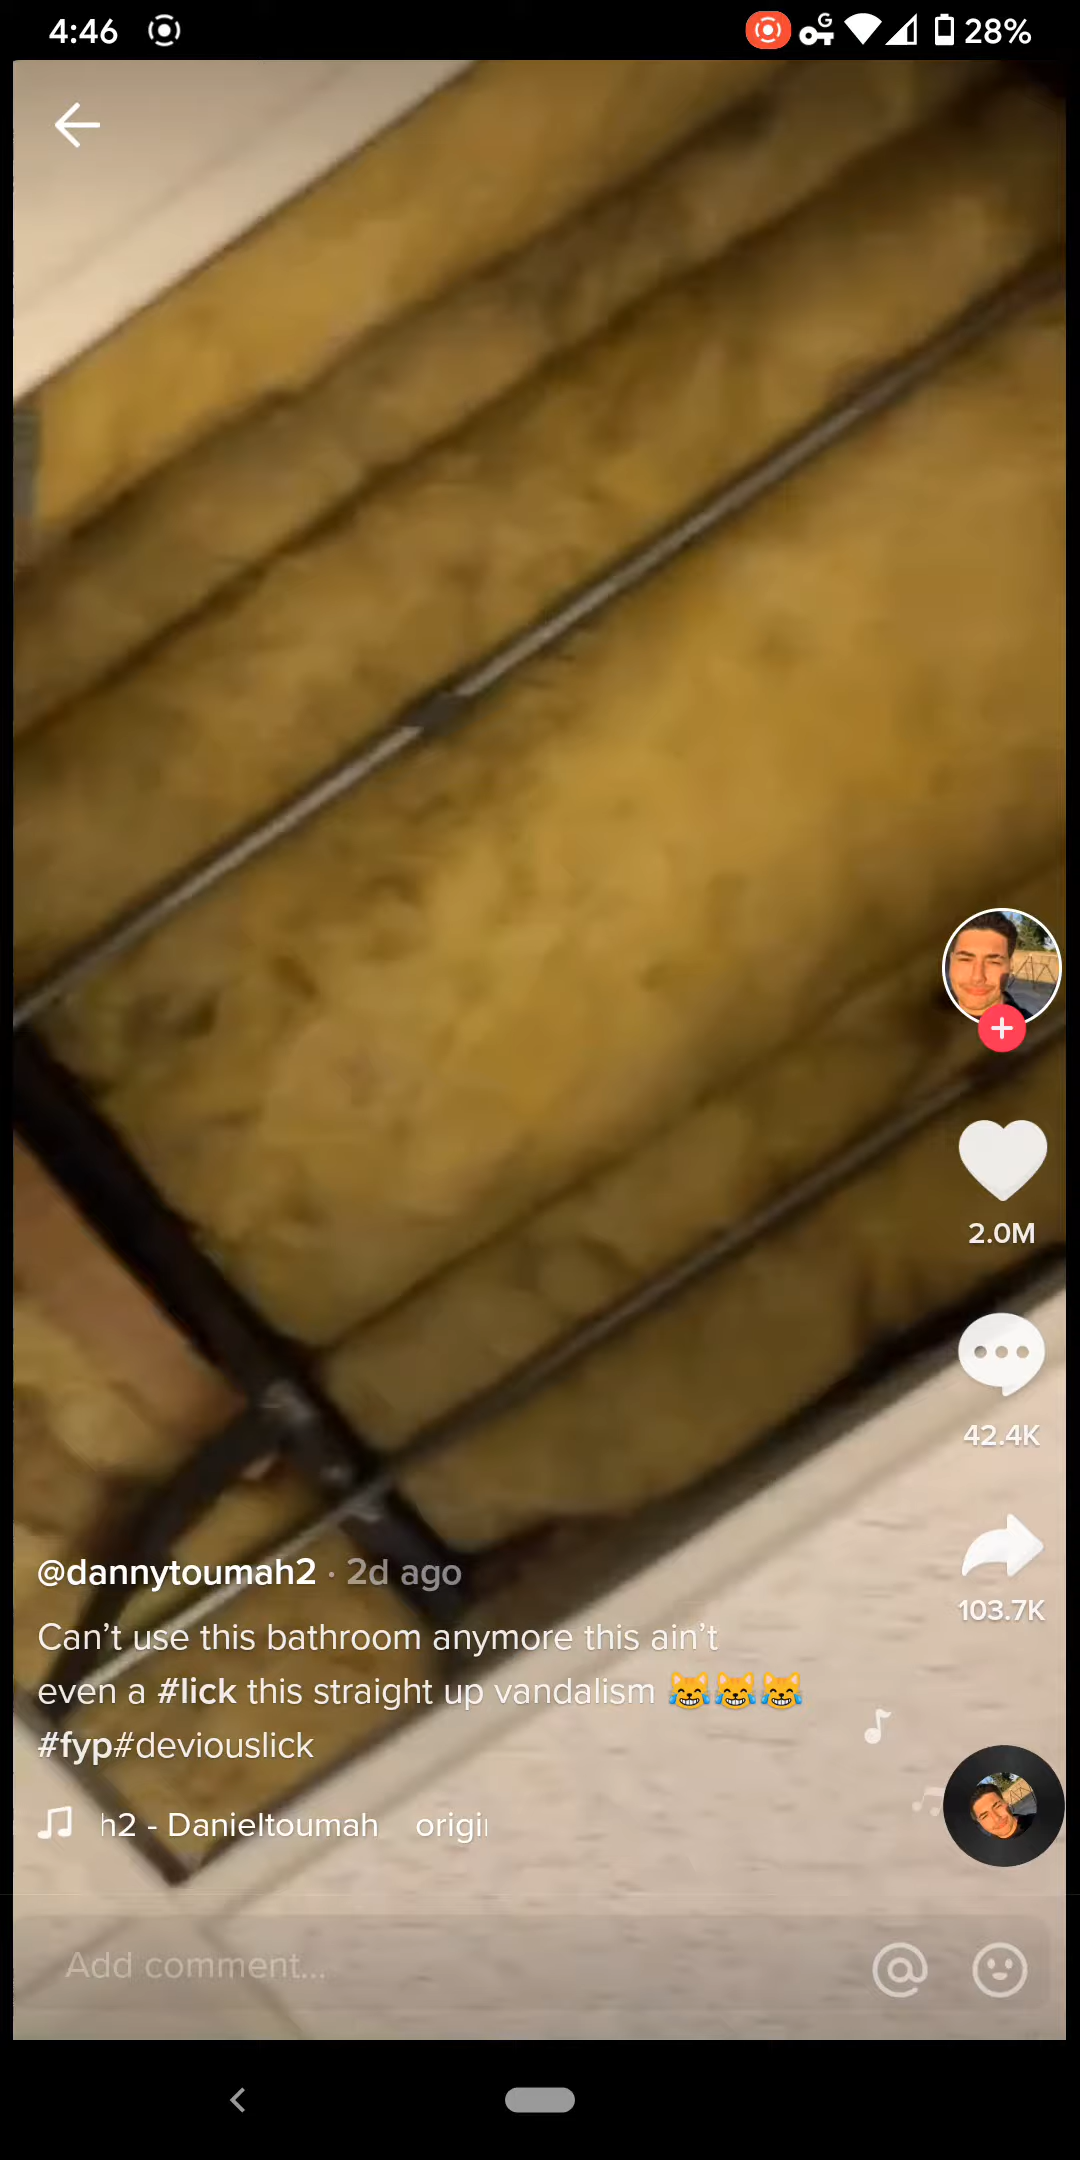 4:46
G
28%
2.0M
42.4K
103.7K
@dannytoumah2 · 2d ago
Can’t use this bathroom anymore this ain’t
even a #lick this straight up vandalism 😹😹😹
#fyp#deviouslick
h2 - Danieltoumah origi
Add comment...